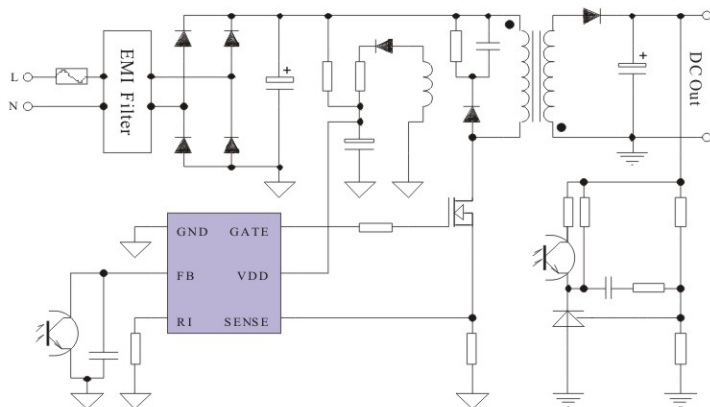 L
N
EMI Filter
+
+
DC Out
GND GATE
FB VDD
RI SENSE